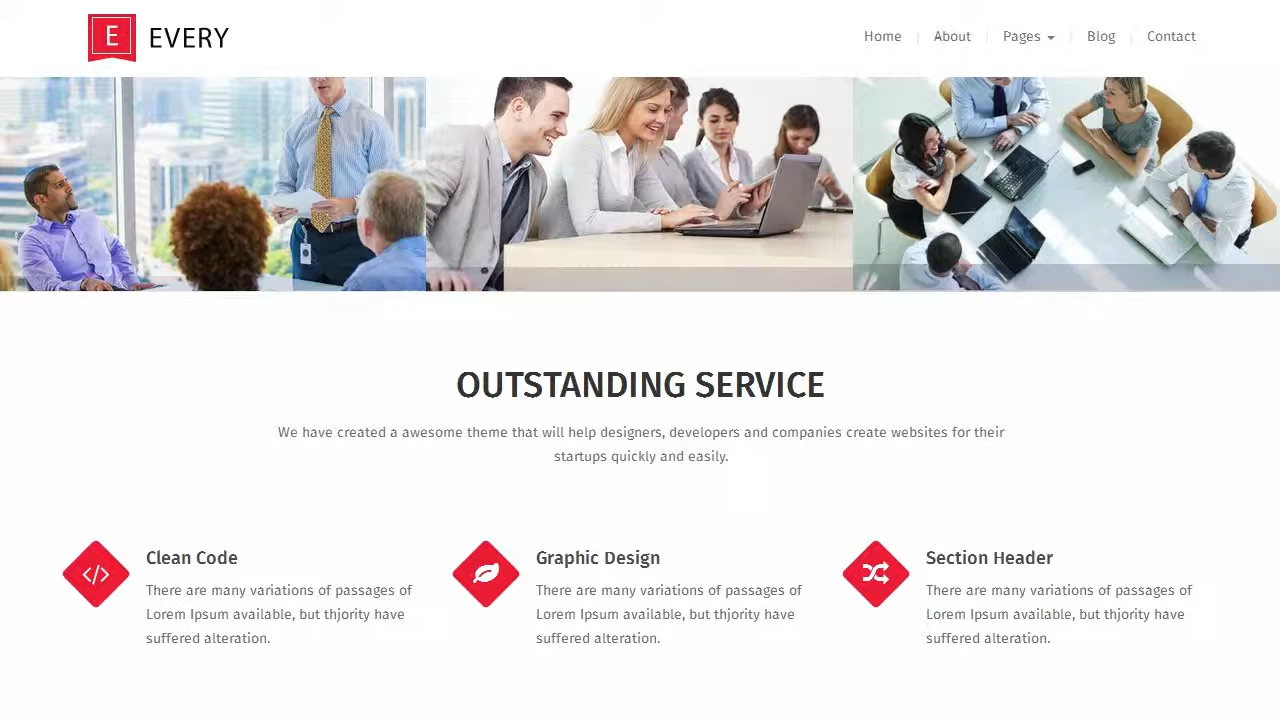 E EVERY
Home About Pages Blog Contact
OUTSTANDING SERVICE
We have created a awesome theme that will help designers, developers and companies create websites for their
startups quickly and easily.
Clean Code
There are many variations of passages of
Lorem Ipsum available, but thjority have
suffered alteration.
Graphic Design
There are many variations of passages of
Lorem Ipsum available, but thjority have
suffered alteration.
Section Header
There are many variations of passages of
Lorem Ipsum available, but thjority have
suffered alteration.